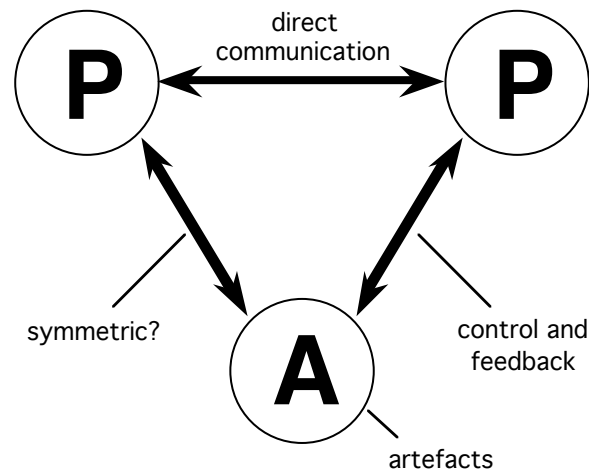 direct
communication
P
P
symmetric?
control and
feedback
A
artefacts